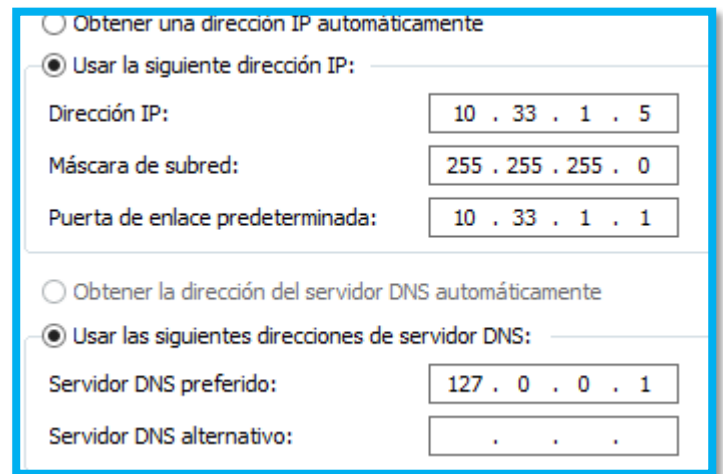 Obtener una dirección IP automáticamente
Usar la siguiente dirección IP:
Dirección IP: 10 . 33 . 1 . 5
Máscara de subred: 255 . 255 . 255 . 0
Puerta de enlace predeterminada: 10 . 33 . 1 . 1
Obtener la dirección del servidor DNS automáticamente
Usar las siguientes direcciones de servidor DNS:
Servidor DNS preferido: 127 . 0 . 0 . 1
Servidor DNS alternativo: . . .